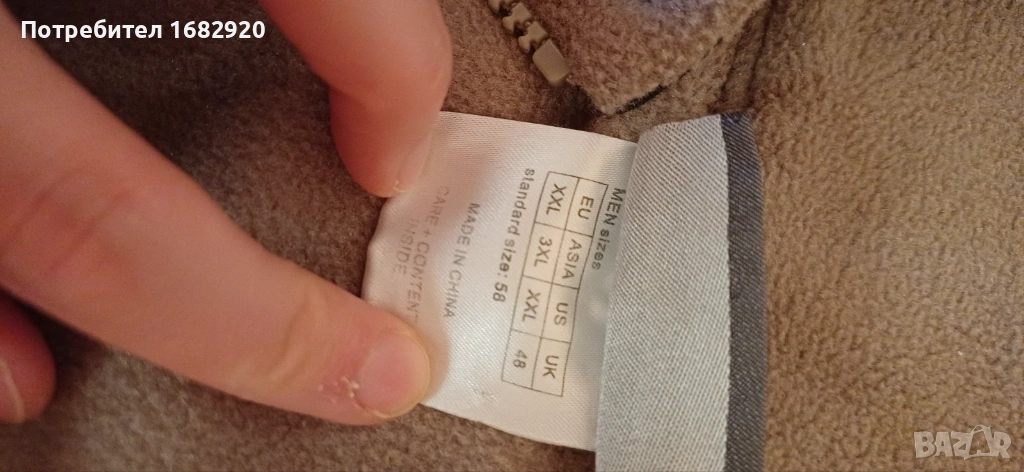 Потребител 1682920
MEN sizes
EU ASIA US UK
XXL 3XL XXL 48
standard size: 58
MADE IN CHINA
CARE + CONTENT
INSIDE
BAZAR